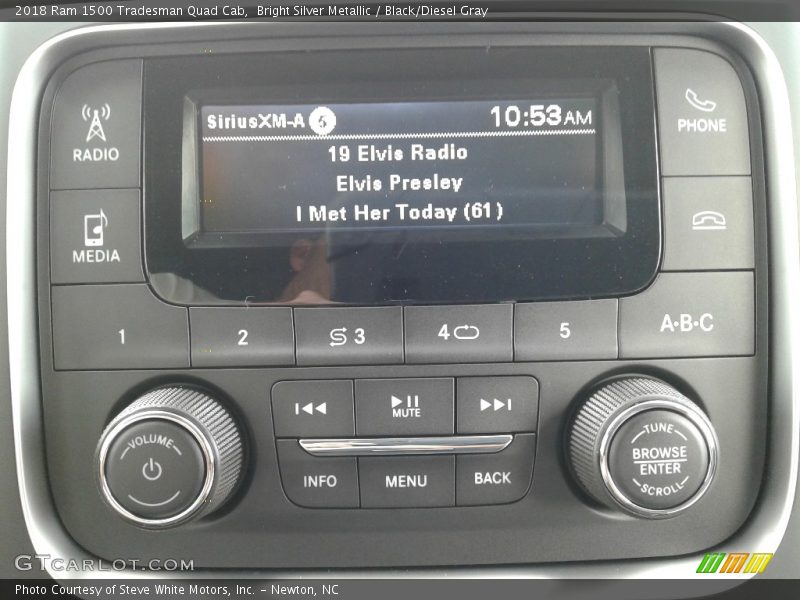 2018 Ram 1500 Tradesman Quad Cab, Bright Silver Metallic / Black/Diesel Gray
RADIO
SiriusXM-A 6 10:53AM
19 Elvis Radio
Elvis Presley
I Met Her Today (61)
PHONE
MEDIA
1
2
3
4
5
A·B·C
VOLUME
MUTE
TUNE
BROWSE
ENTER
SCROLL
INFO
MENU
BACK
GTCARLOT.COM
Photo Courtesy of Steve White Motors, Inc. – Newton, NC